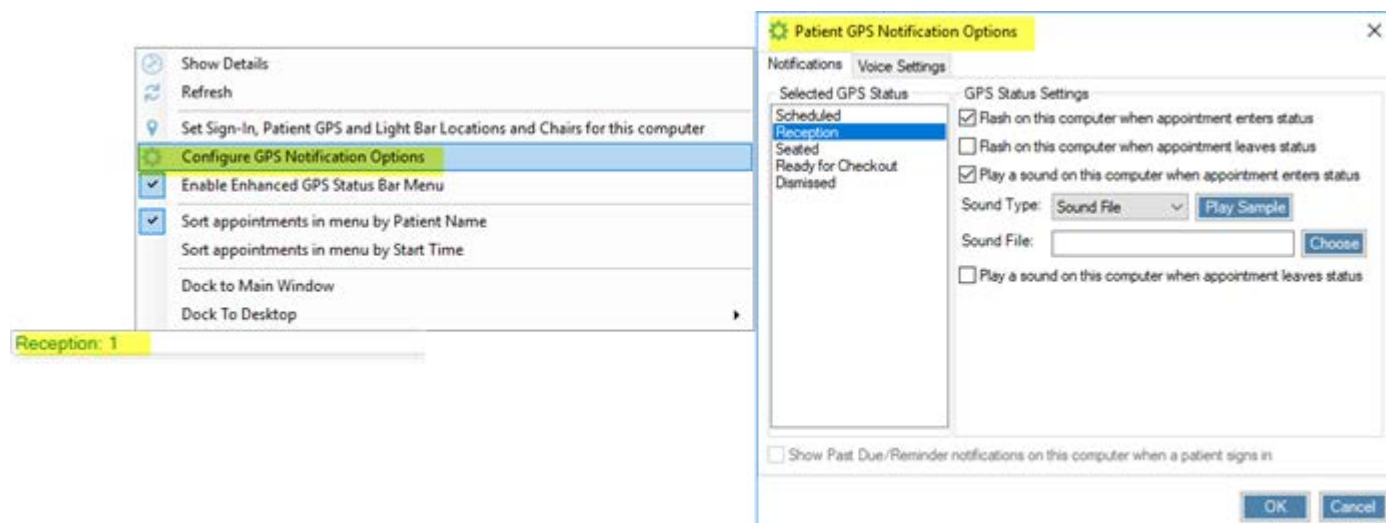 Show Details
Refresh
Set Sign-In, Patient GPS and Light Bar Locations and Chairs for this computer
Configure GPS Notification Options
Enable Enhanced GPS Status Bar Menu
Sort appointments in menu by Patient Name
Sort appointments in menu by Start Time
Dock to Main Window
Dock To Desktop
Reception: 1
Patient GPS Notification Options
Notifications Voice Settings
Selected GPS Status
Scheduled
Reception
Seated
Ready for Checkout
Dismissed
GPS Status Settings
Flash on this computer when appointment enters status
Flash on this computer when appointment leaves status
Play a sound on this computer when appointment enters status
Sound Type: Sound File Play Sample
Sound File: Choose
Play a sound on this computer when appointment leaves status
Show Past Due/Reminder notifications on this computer when a patient signs in
OK Cancel